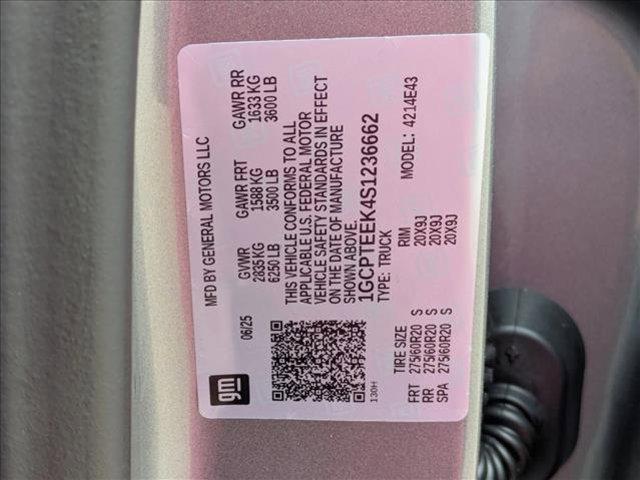 gm
MFD BY GENERAL MOTORS LLC
06/25
GVWR GAWR FRT GAWR RR
2835 KG 1588 KG 1633 KG
6250 LB 3500 LB 3600 LB
THIS VEHICLE CONFORMS TO ALL
APPLICABLE U.S. FEDERAL MOTOR
VEHICLE SAFETY STANDARDS IN EFFECT
ON THE DATE OF MANUFACTURE
SHOWN ABOVE.
1GCPTEEK4S1236662
TYPE: TRUCK
130H
MODEL: 4214E43
TIRE SIZE RIM
FRT 275/60R20 S 20X9J
RR 275/60R20 S 20X9J
SPA 275/60R20 S 20X9J